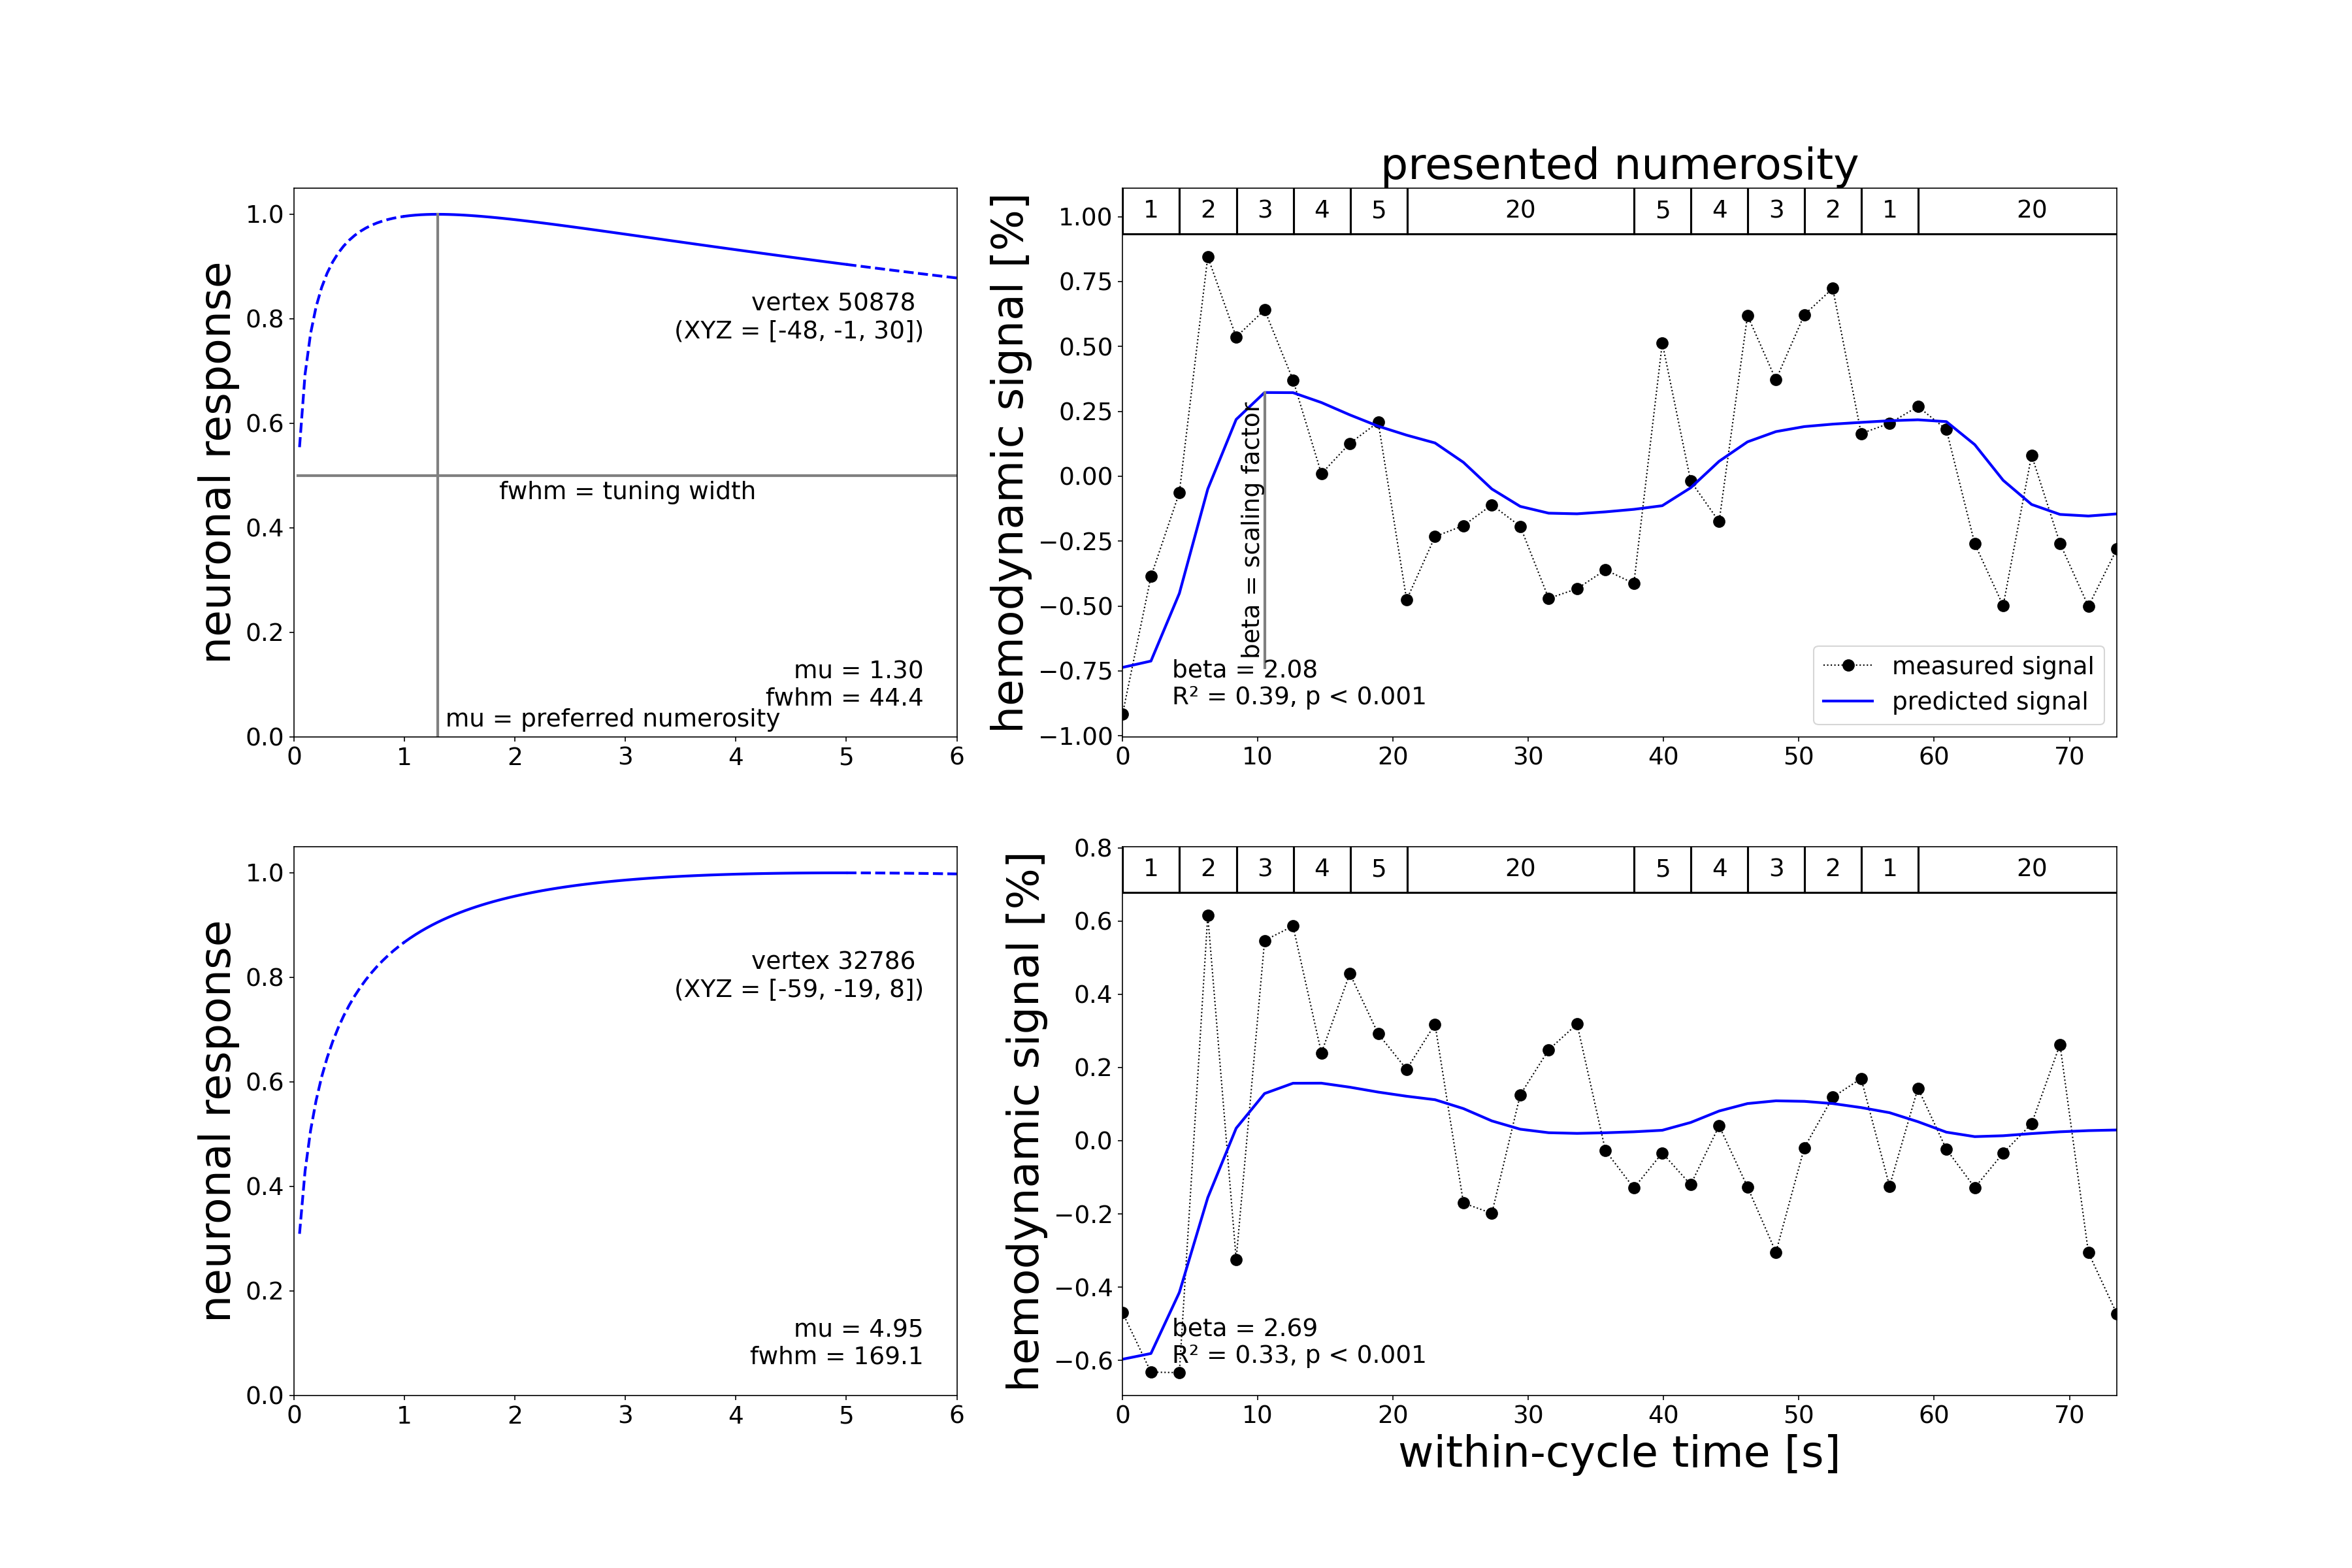 presented numerosity
neuronal response
1.0
0.8
0.6
0.4
0.2
0.0
0 1 2 3 4 5 6
vertex 50878
(XYZ = [-48, -1, 30])
fwhm = tuning width
mu = 1.30
fwhm = 44.4
mu = preferred numerosity
hemodynamic signal [%]
1.00
0.75
0.50
0.25
0.00
−0.25
−0.50
−0.75
−1.00
1 2 3 4 5 20 5 4 3 2 1 20
beta = scaling factor
beta = 2.08
R² = 0.39, p < 0.001
measured signal
predicted signal
0 10 20 30 40 50 60 70
neuronal response
1.0
0.8
0.6
0.4
0.2
0.0
0 1 2 3 4 5 6
vertex 32786
(XYZ = [-59, -19, 8])
mu = 4.95
fwhm = 169.1
hemodynamic signal [%]
0.8
0.6
0.4
0.2
0.0
−0.2
−0.4
−0.6
1 2 3 4 5 20 5 4 3 2 1 20
beta = 2.69
R² = 0.33, p < 0.001
0 10 20 30 40 50 60 70
within-cycle time [s]